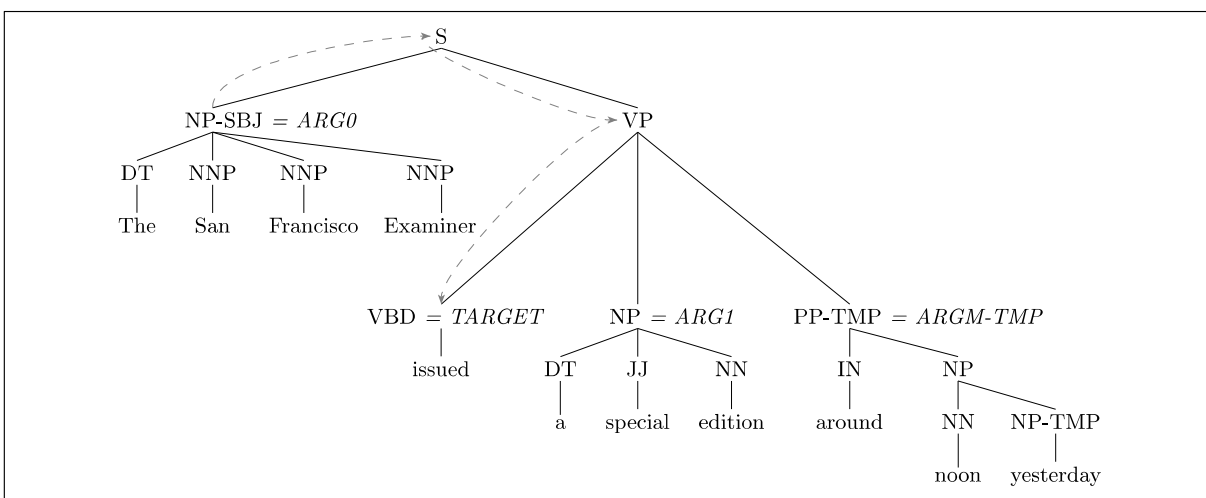 S
NP-SBJ = ARG0 VP
DT NNP NNP NNP
The San Francisco Examiner
VBD = TARGET NP = ARG1 PP-TMP = ARGM-TMP
issued DT JJ NN IN NP
a special edition around NN NP-TMP
noon yesterday